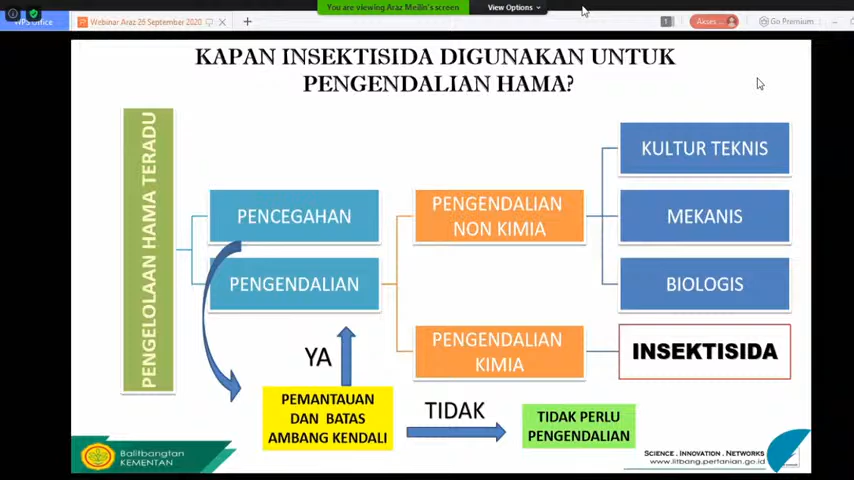 You are viewing Araz Meilin's screen
View Options
WPS Office
Webinar Araz 26 September 2020
1
Akses
Go Premium
KAPAN INSEKTISIDA DIGUNAKAN UNTUK
PENGENDALIAN HAMA?
PENGELOLAAN HAMA TERADU
PENCEGAHAN
PENGENDALIAN
PENGENDALIAN
NON KIMIA
PENGENDALIAN
KIMIA
KULTUR TEKNIS
MEKANIS
BIOLOGIS
INSEKTISIDA
YA
PEMANTAUAN
DAN BATAS
AMBANG KENDALI
TIDAK
TIDAK PERLU
PENGENDALIAN
Balitbangtan
KEMENTAN
SCIENCE . INNOVATION . NETWORKS
www.litbang.pertanian.go.id